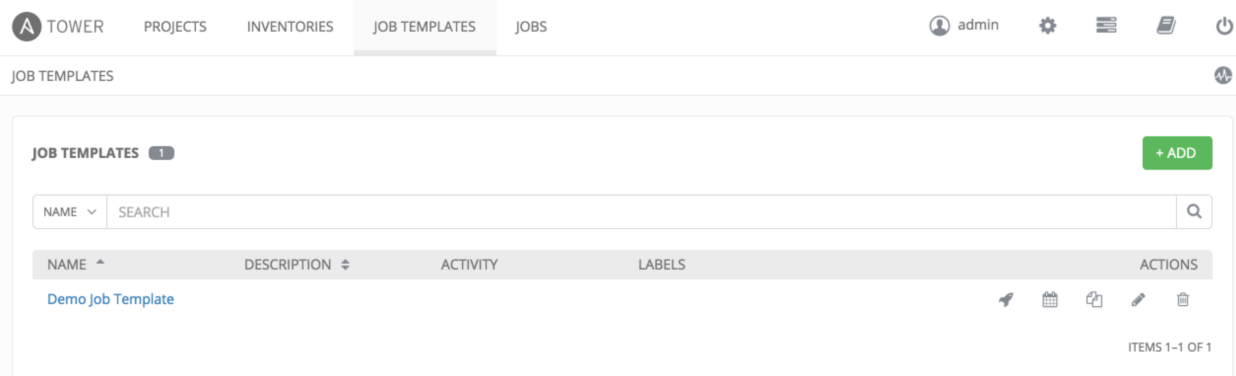 A TOWER PROJECTS INVENTORIES JOB TEMPLATES JOBS admin
JOB TEMPLATES
JOB TEMPLATES 1 + ADD
NAME SEARCH
NAME DESCRIPTION ACTIVITY LABELS ACTIONS
Demo Job Template
ITEMS 1–1 OF 1